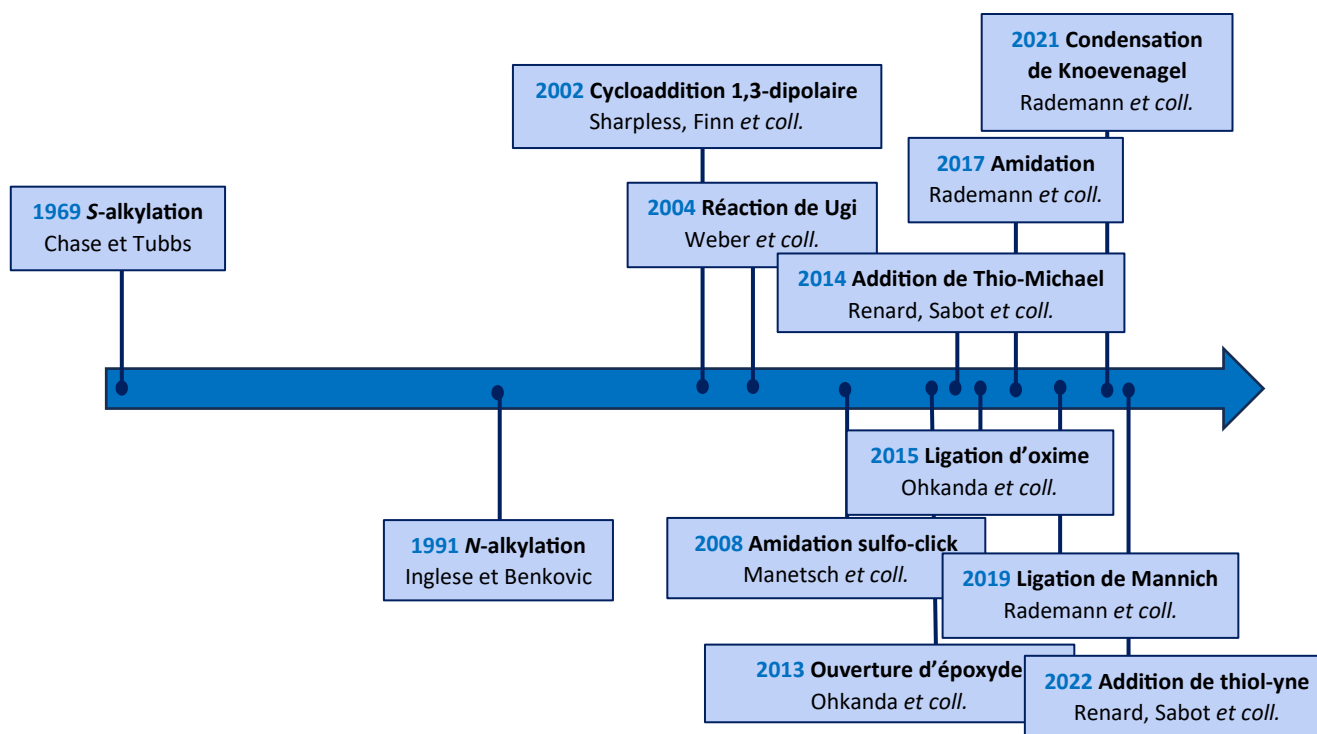 2021 Condensation
de Knoevenagel
Rademann et coll.
2002 Cycloaddition 1,3-dipolaire
Sharpless, Finn et coll.
2017 Amidation
Rademann et coll.
1969 S-alkylation
Chase et Tubbs
2004 Réaction de Ugi
Weber et coll.
2014 Addition de Thio-Michael
Renard, Sabot et coll.
2015 Ligation d’oxime
Ohkanda et coll.
1991 N-alkylation
Inglese et Benkovic
2008 Amidation sulfo-click
Manetsch et coll.
2019 Ligation de Mannich
Rademann et coll.
2013 Ouverture d’époxyde
Ohkanda et coll.
2022 Addition de thiol-yne
Renard, Sabot et coll.